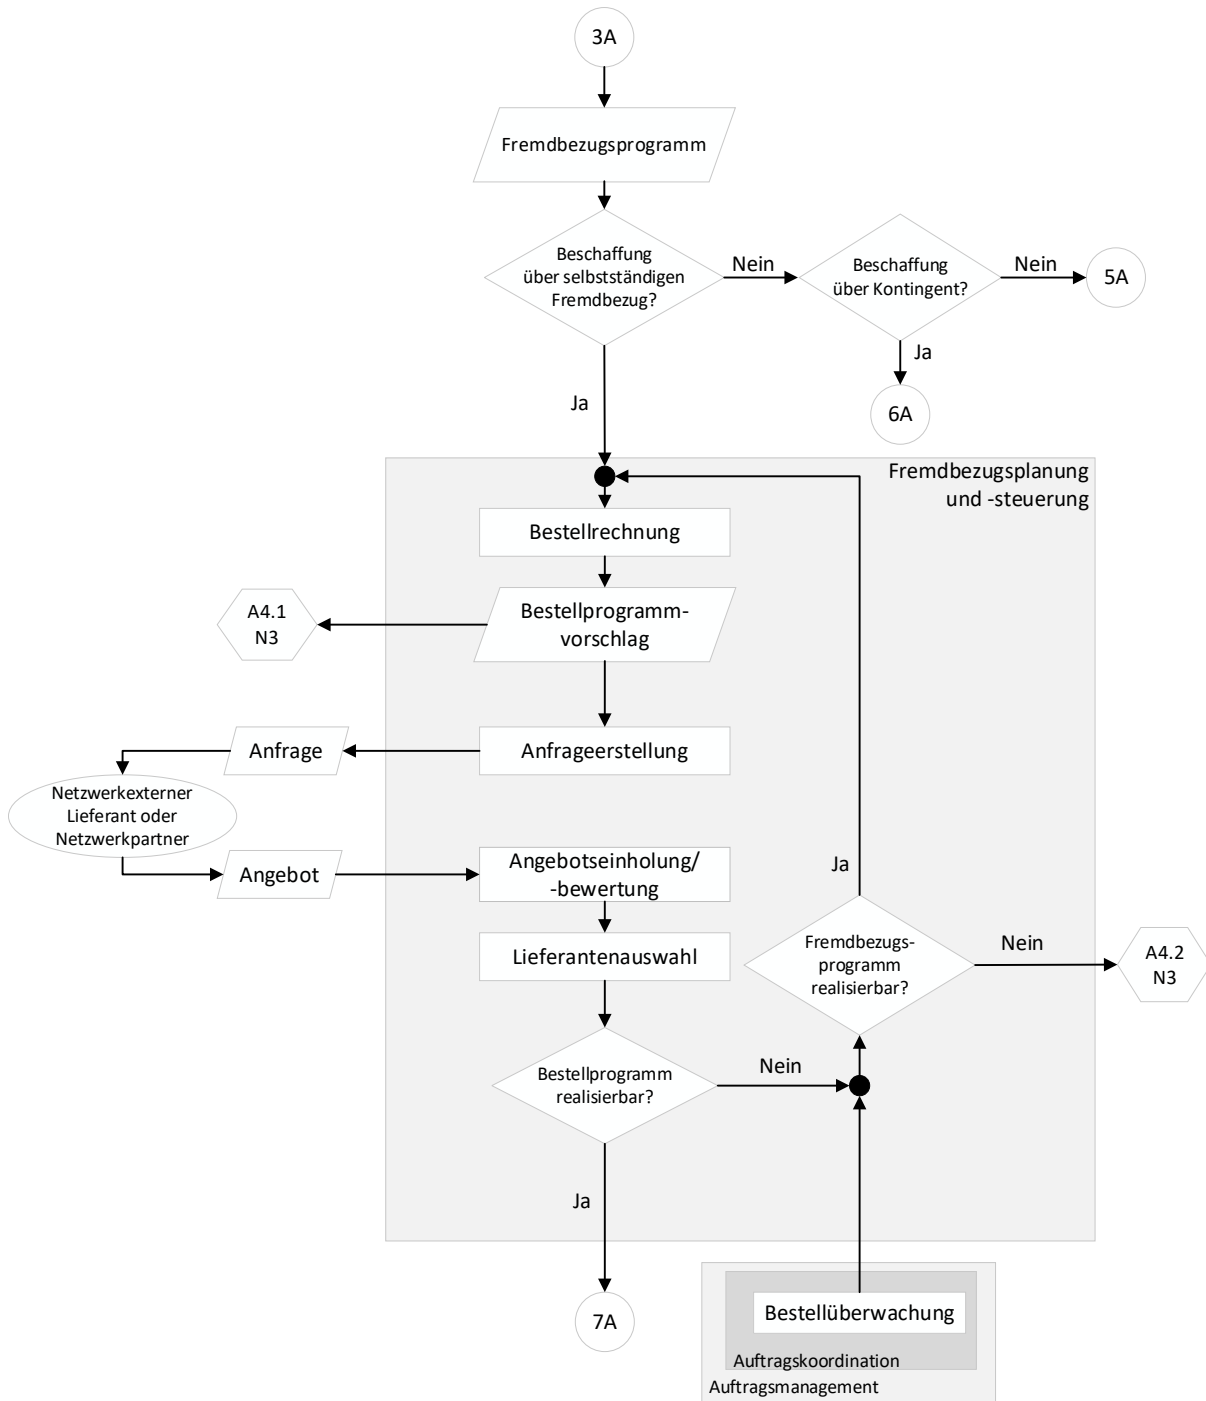 3A
Fremdbezugsprogramm
Beschaffung
über selbstständigen
Fremdbezug?
Nein
Beschaffung
über Kontingent?
Nein
5A
Ja
6A
Ja
Fremdbezugsplanung
und -steuerung
Bestellrechnung
Bestellprogramm-
vorschlag
A4.1
N3
Anfrageerstellung
Anfrage
Netzwerkexterner
Lieferant oder
Netzwerkpartner
Angebot
Angebotseinholung/
-bewertung
Lieferantenauswahl
Ja
Fremdbezugs-
programm
realisierbar?
Nein
A4.2
N3
Bestellprogramm
realisierbar?
Nein
Ja
7A
Bestellüberwachung
Auftragskoordination
Auftragsmanagement